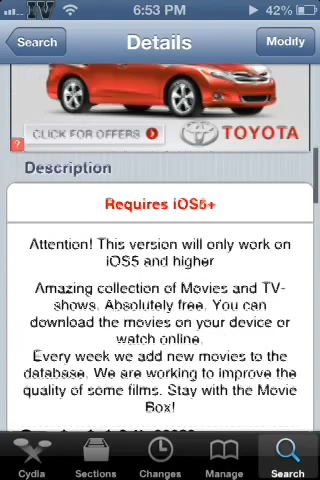 IV
6:53 PM
42%
Search
Details
Modify
CLICK FOR OFFERS
TOYOTA
Description
Requires iOS5+
Attention! This version will only work on
iOS5 and higher
Amazing collection of Movies and TV-
shows. Absolutely free. You can
download the movies on your device or
watch online.
Every week we add new movies to the
database. We are working to improve the
quality of some films. Stay with the Movie
Box!
Cydia
Sections
Changes
Manage
Search